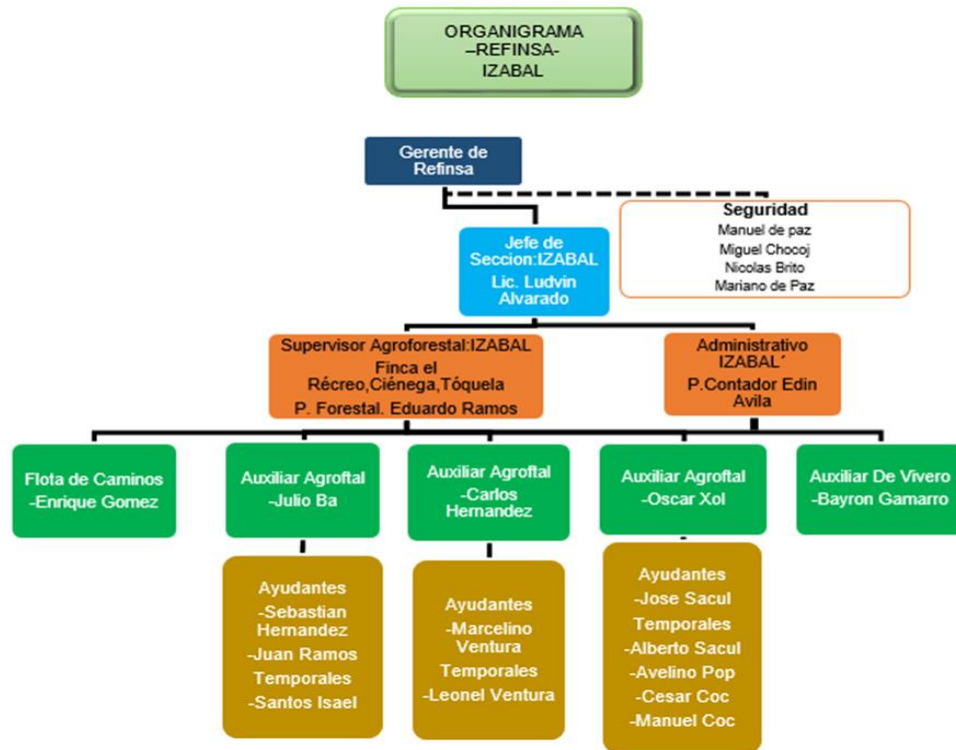 ORGANIGRAMA
–REFINSA-
IZABAL
Gerente de
Refinsa
Seguridad
Manuel de paz
Miguel Chocoj
Nicolas Brito
Mariano de Paz
Jefe de
Seccion:IZABAL
Lic. Ludvin
Alvarado
Supervisor Agroforestal:IZABAL
Finca el
Récreo,Ciénega,Tóquela
P. Forestal. Eduardo Ramos
Administrativo
IZABAL´
P.Contador Edin
Avila
Flota de Caminos
-Enrique Gomez
Auxiliar Agroftal
-Julio Ba
Auxiliar Agroftal
-Carlos
Hernandez
Auxiliar Agroftal
-Oscar Xol
Auxiliar De Vivero
-Bayron Gamarro
Ayudantes
-Sebastian
Hernandez
-Juan Ramos
Temporales
-Santos Isael
Ayudantes
-Marcelino
Ventura
Temporales
-Leonel Ventura
Ayudantes
-Jose Sacul
Temporales
-Alberto Sacul
-Avelino Pop
-Cesar Coc
-Manuel Coc